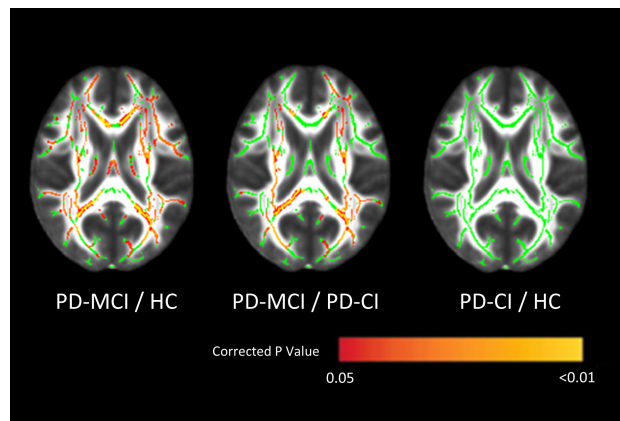 PD-MCI / HC
PD-MCI / PD-CI
PD-CI / HC
Corrected P Value
0.05
<0.01